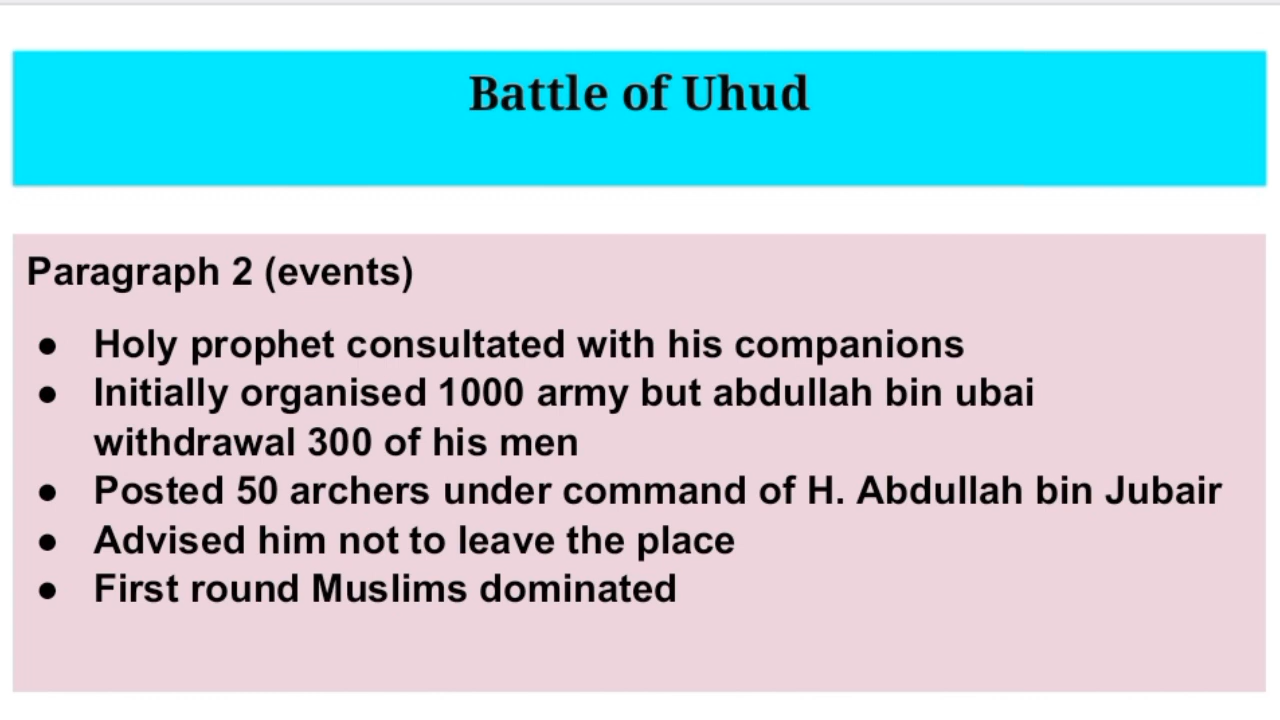 Battle of Uhud
Paragraph 2 (events)
● Holy prophet consultated with his companions
● Initially organised 1000 army but abdullah bin ubai
withdrawal 300 of his men
● Posted 50 archers under command of H. Abdullah bin Jubair
● Advised him not to leave the place
● First round Muslims dominated